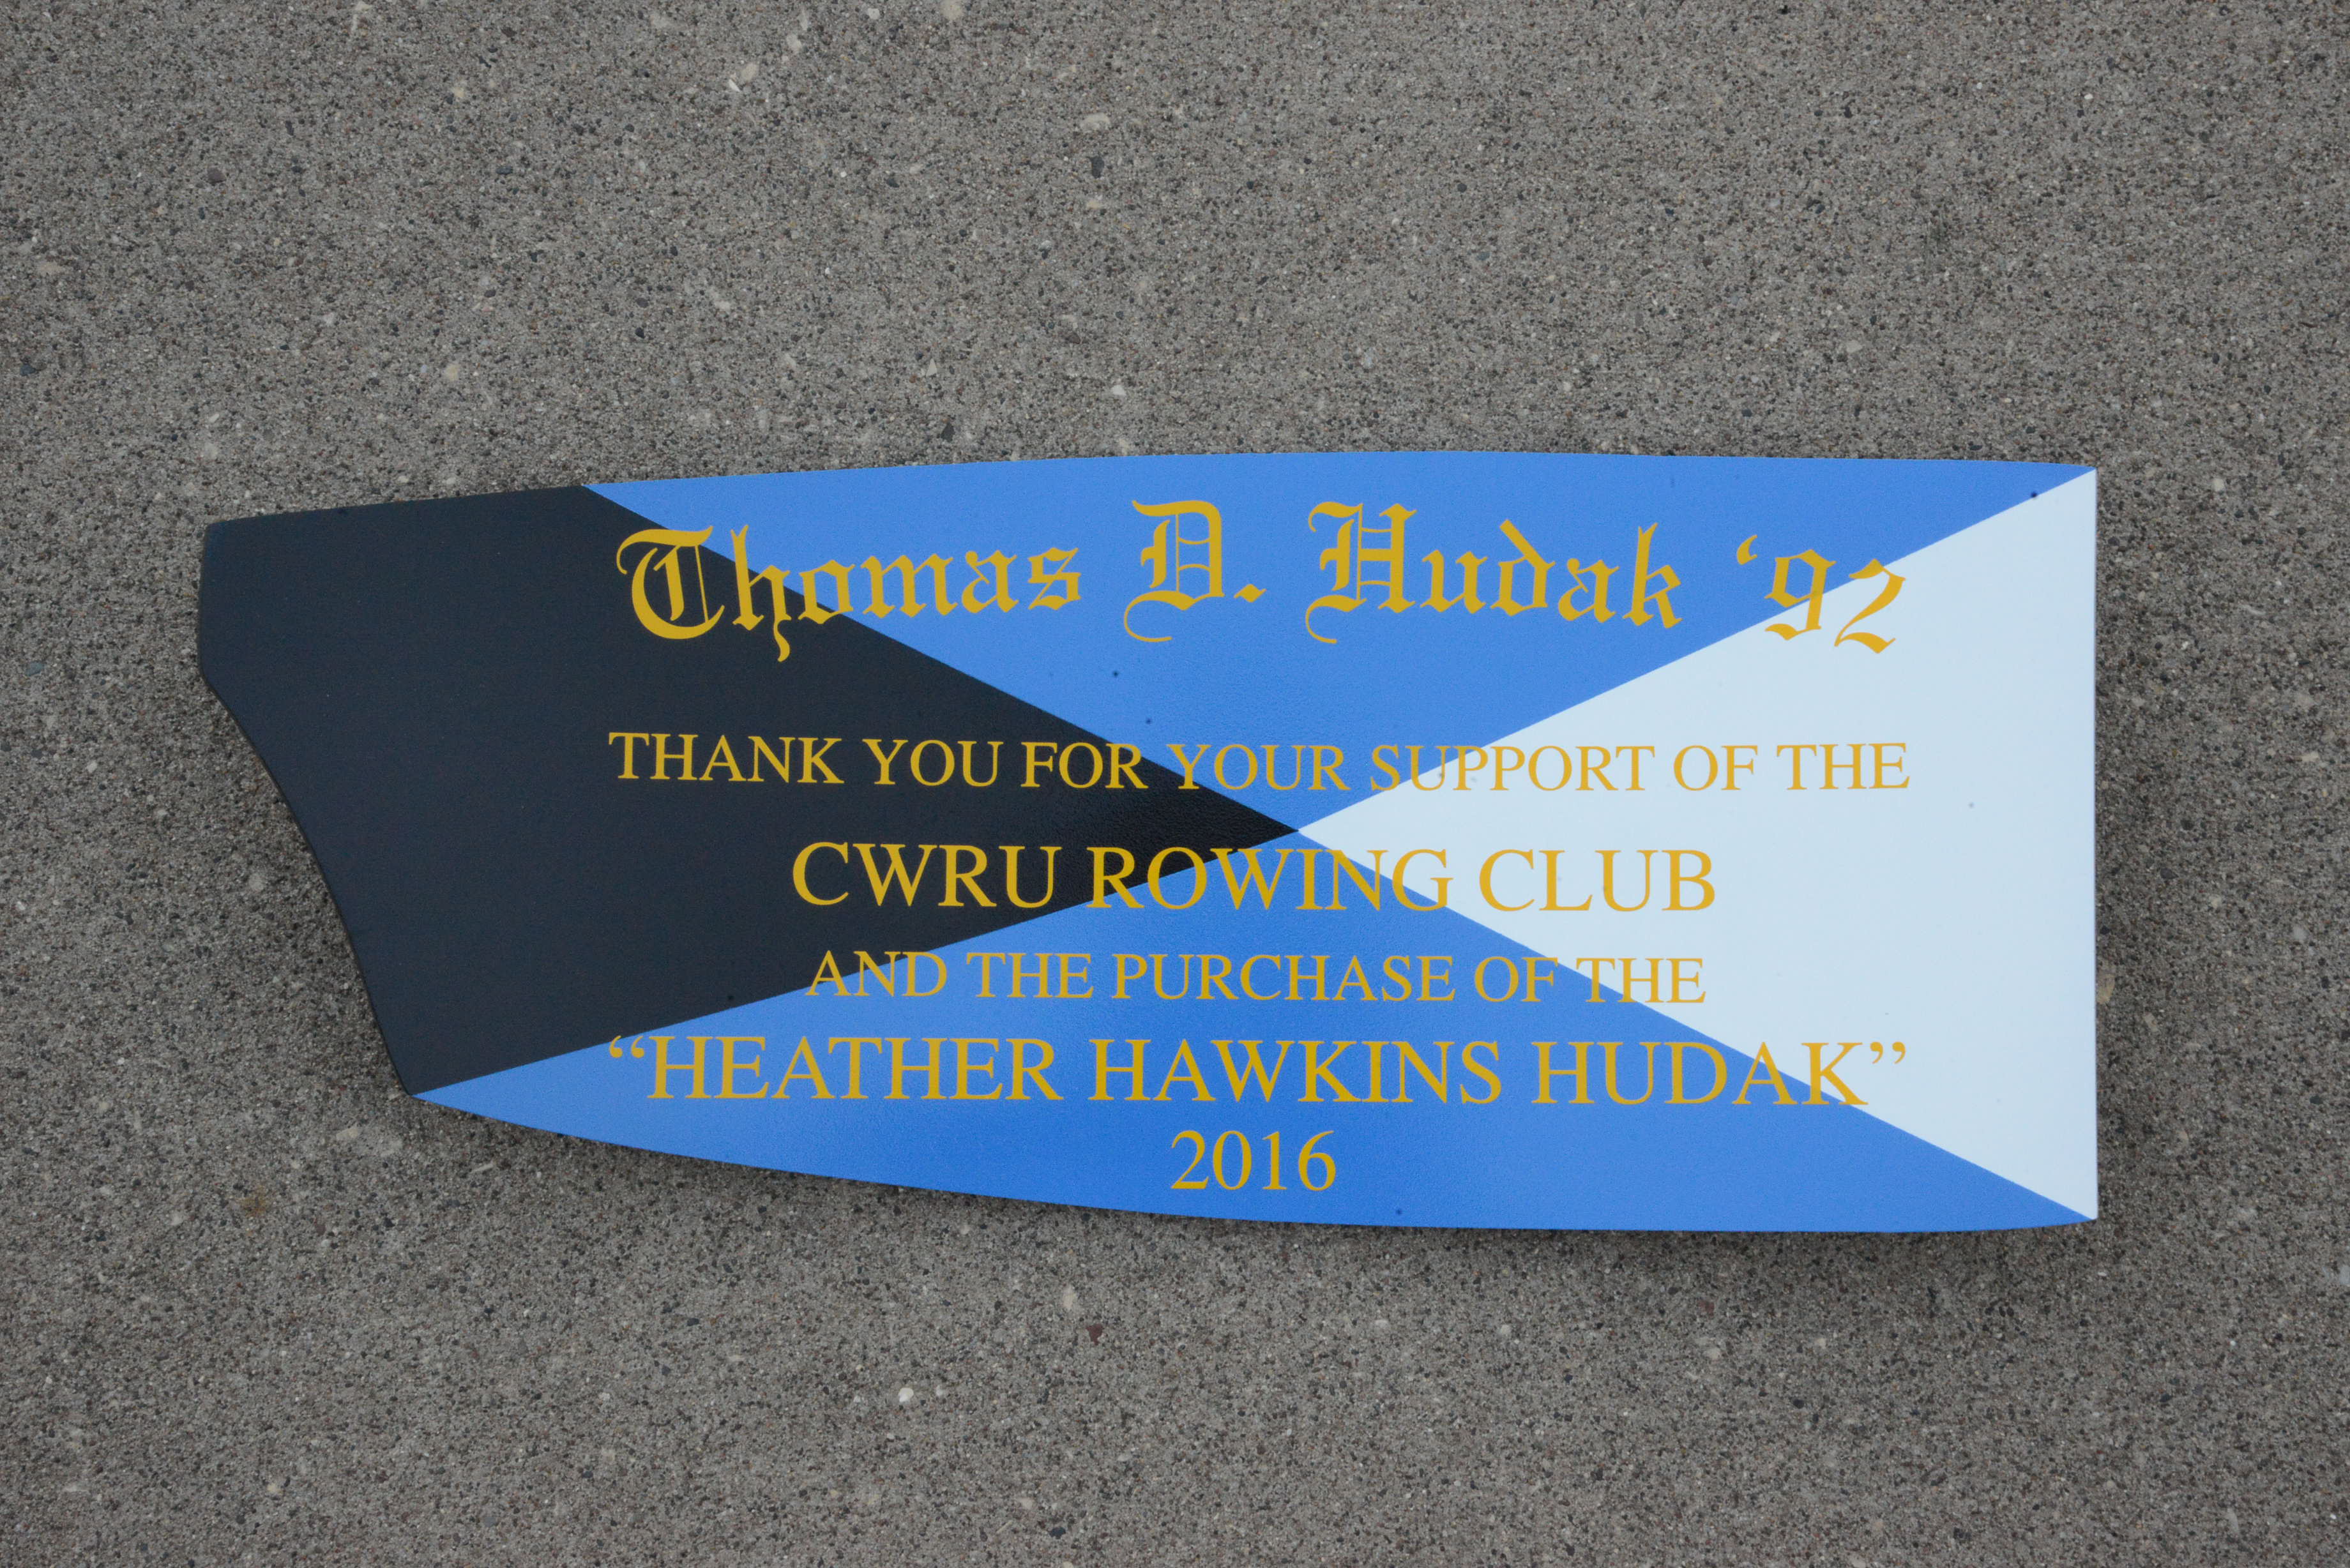 Thomas D. Hudak ‘92
THANK YOU FOR YOUR SUPPORT OF THE
CWRU ROWING CLUB
AND THE PURCHASE OF THE
“HEATHER HAWKINS HUDAK”
2016